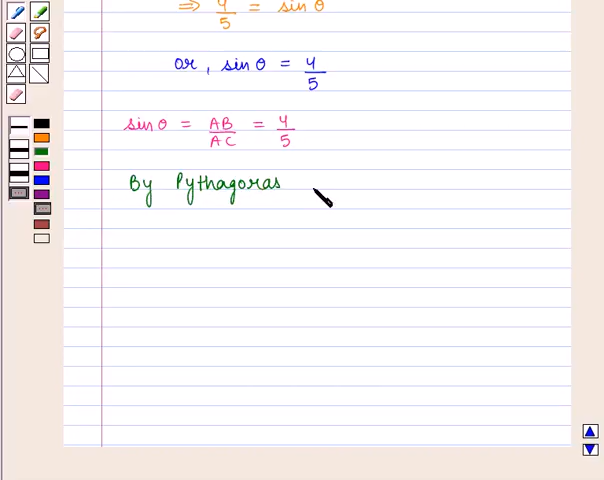 ⇒ 4/5 = sin θ
or, sin θ = 4/5
sin θ = AB/AC = 4/5
By Pythagoras